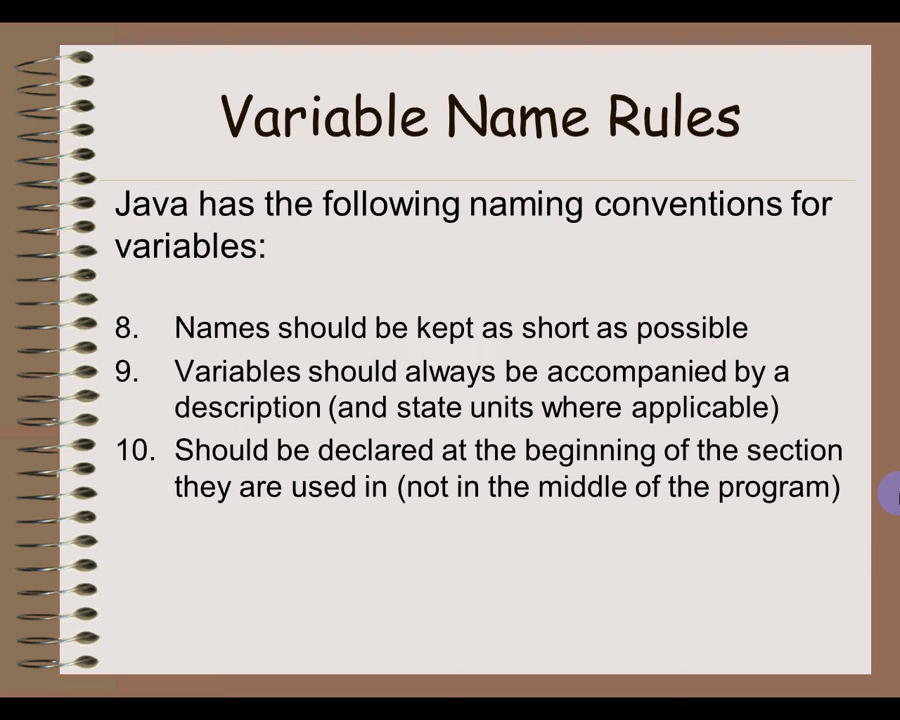 Variable Name Rules
Java has the following naming conventions for
variables:
8. Names should be kept as short as possible
9. Variables should always be accompanied by a
description (and state units where applicable)
10. Should be declared at the beginning of the section
they are used in (not in the middle of the program)